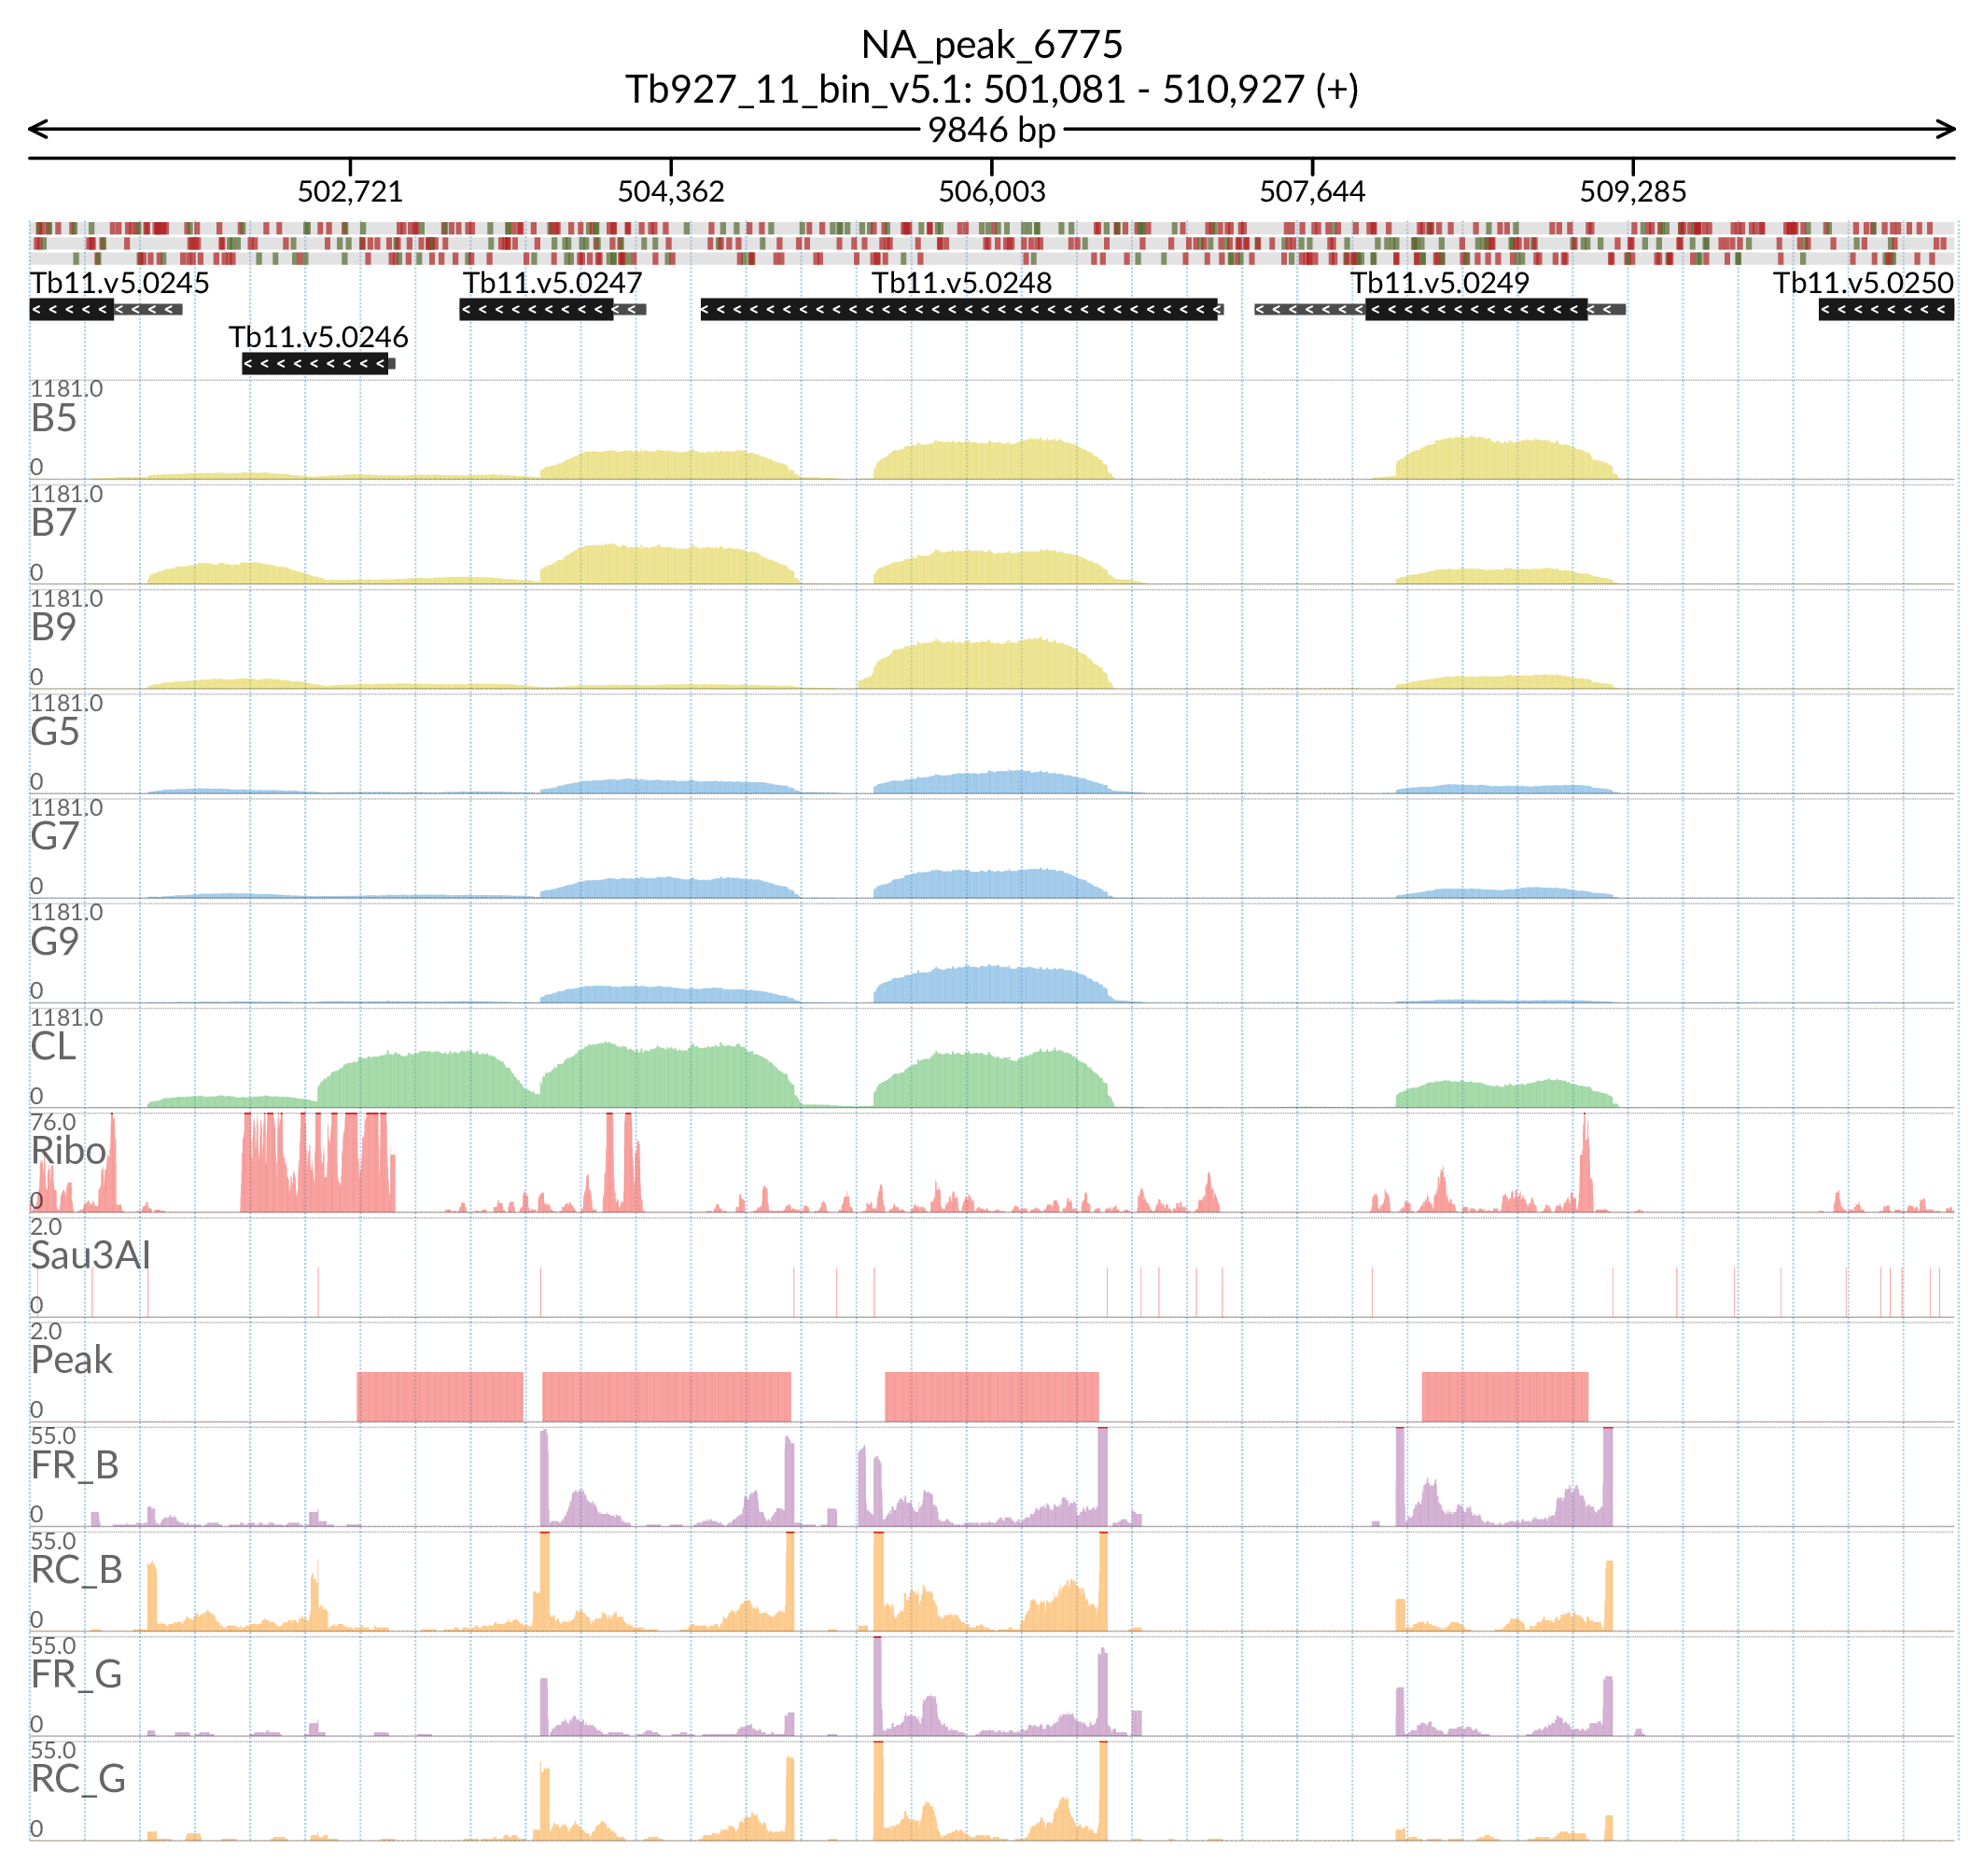 NA_peak_6775
Tb927_11_bin_v5.1: 501,081 - 510,927 (+)
9846 bp
502,721 504,362 506,003 507,644 509,285
Tb11.v5.0245 Tb11.v5.0247 Tb11.v5.0248 Tb11.v5.0249 Tb11.v5.0250
Tb11.v5.0246
1181.0
B5
0
1181.0
B7
0
1181.0
B9
0
1181.0
G5
0
1181.0
G7
0
1181.0
G9
0
1181.0
CL
0
76.0
Ribo
0
2.0
Sau3AI
0
2.0
Peak
0
55.0
FR_B
0
55.0
RC_B
0
55.0
FR_G
0
55.0
RC_G
0